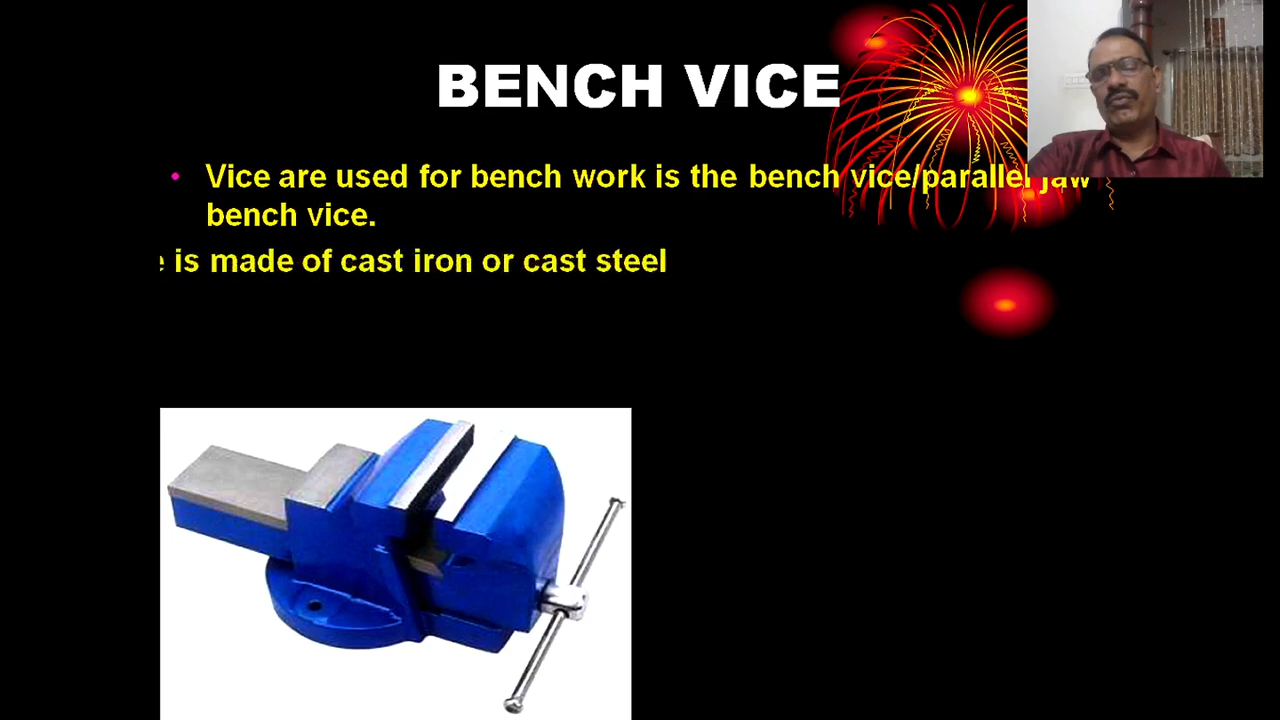 BENCH VICE
• Vice are used for bench work is the bench vice/parallel jaw
bench vice.
is made of cast iron or cast steel